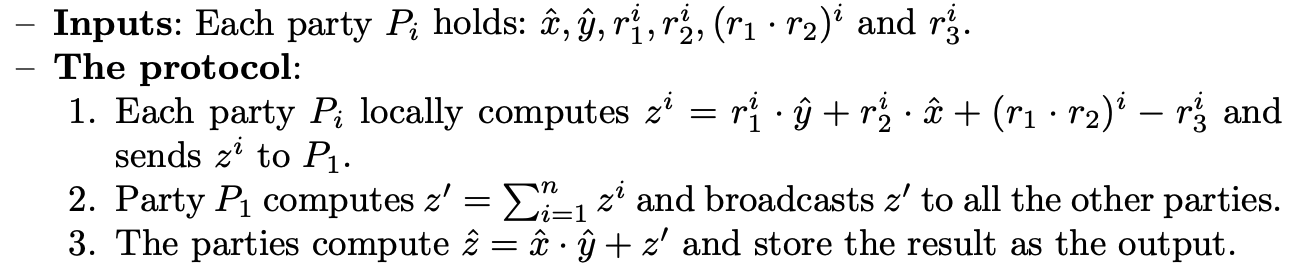 – Inputs: Each party P_i holds: x̂, ŷ, r_1^i, r_2^i, (r_1 · r_2)^i and r_3^i.
– The protocol:
1. Each party P_i locally computes z^i = r_1^i · ŷ + r_2^i · x̂ + (r_1 · r_2)^i − r_3^i and
sends z^i to P_1.
2. Party P_1 computes z′ = ∑_{i=1}^n z^i and broadcasts z′ to all the other parties.
3. The parties compute ẑ = x̂ · ŷ + z′ and store the result as the output.